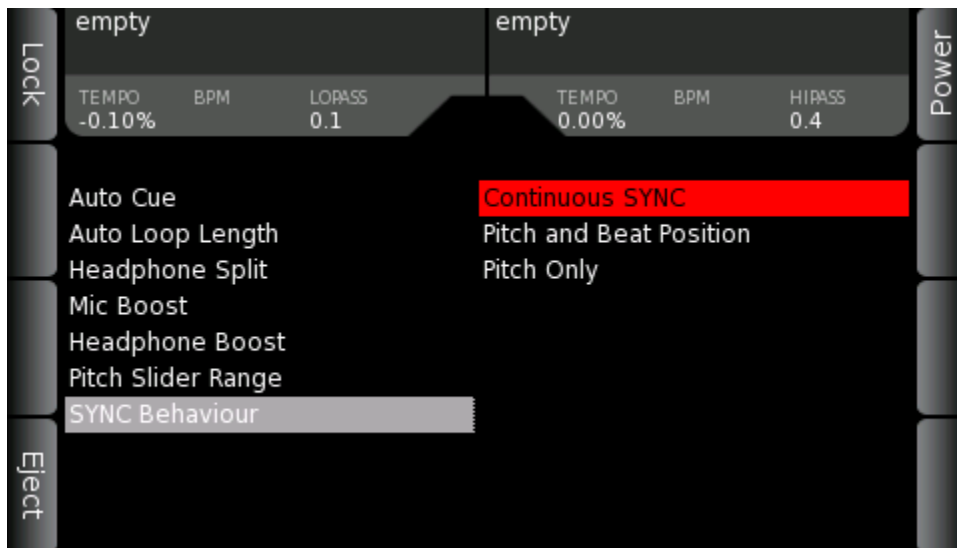 Lock
empty
empty
Power
TEMPO BPM LOPASS
-0.10% 0.1
TEMPO BPM HIPASS
0.00% 0.4
Auto Cue
Auto Loop Length
Headphone Split
Mic Boost
Headphone Boost
Pitch Slider Range
SYNC Behaviour
Continuous SYNC
Pitch and Beat Position
Pitch Only
Eject